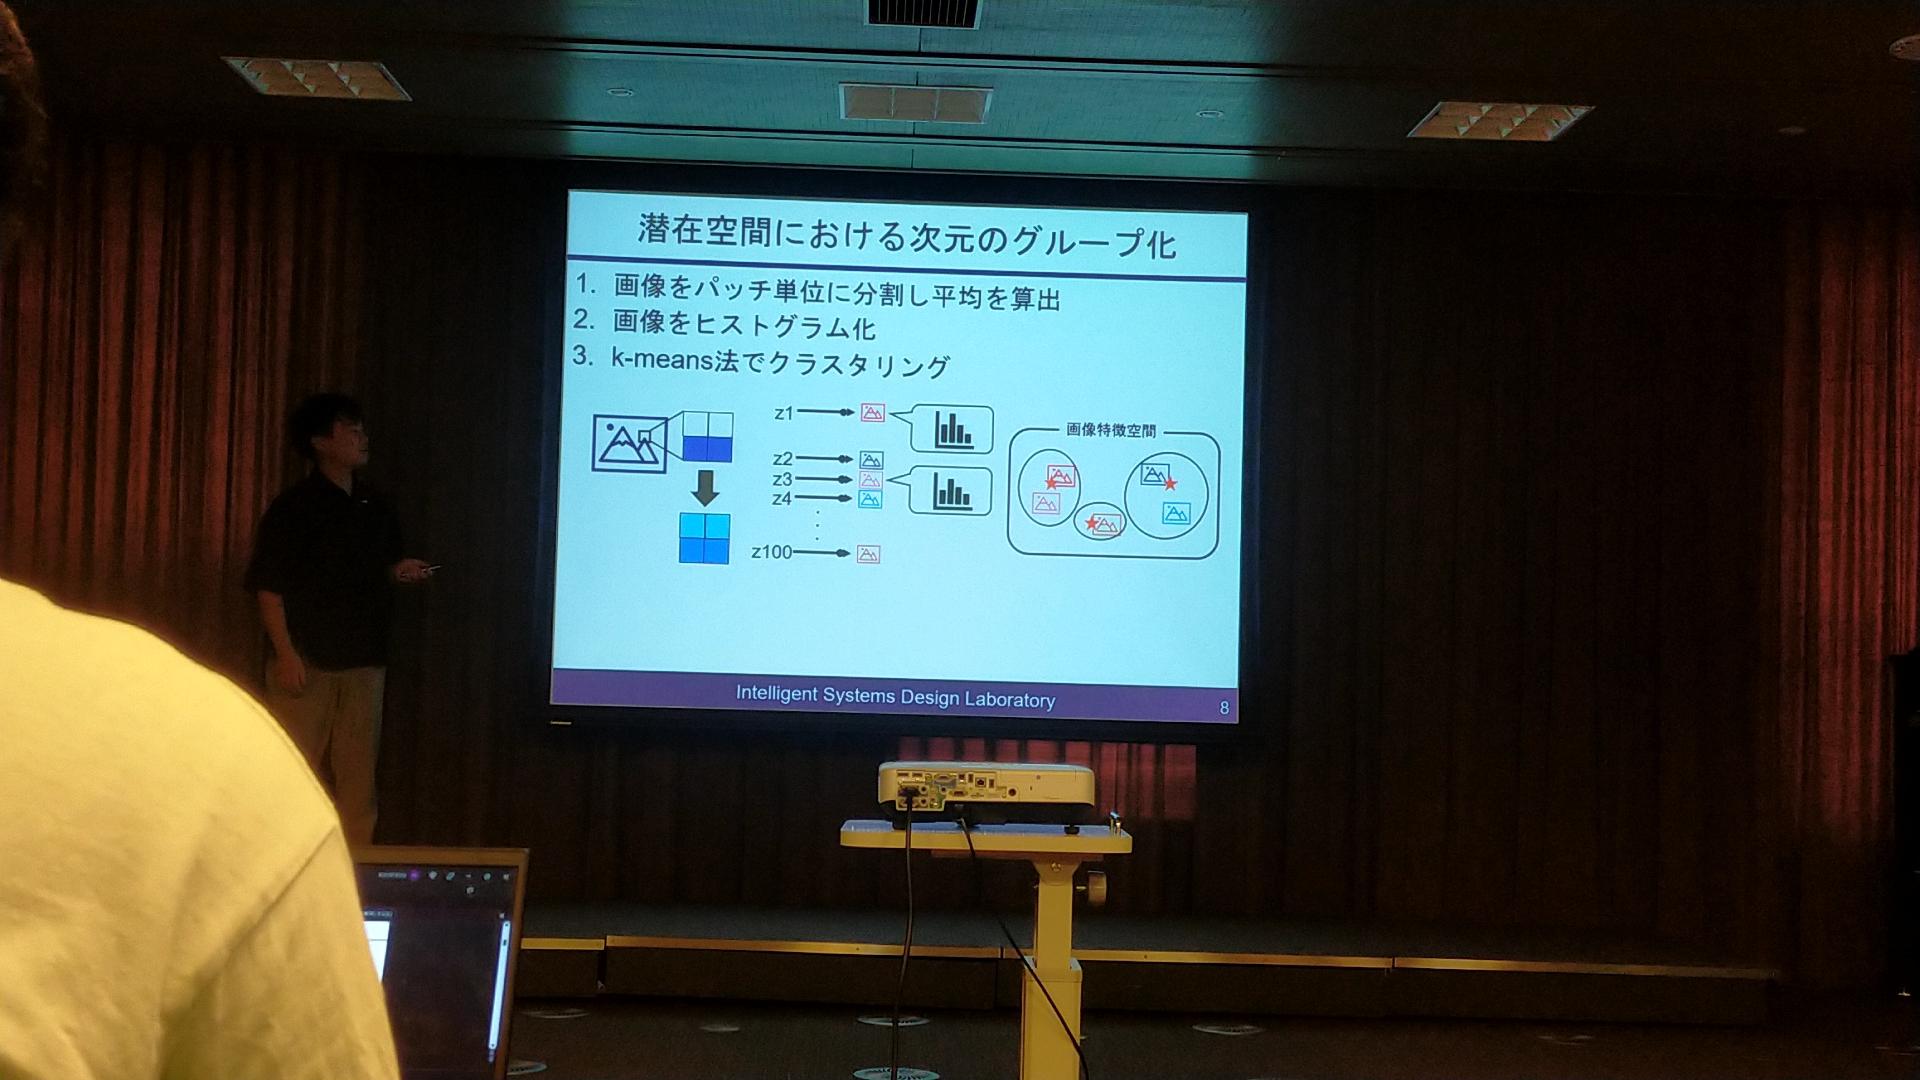 潜在空間における次元のグループ化
1. 画像をパッチ単位に分割し平均を算出
2. 画像をヒストグラム化
3. k-means法でクラスタリング
z1
z2
z3
z4
z100
画像特徴空間
Intelligent Systems Design Laboratory
8